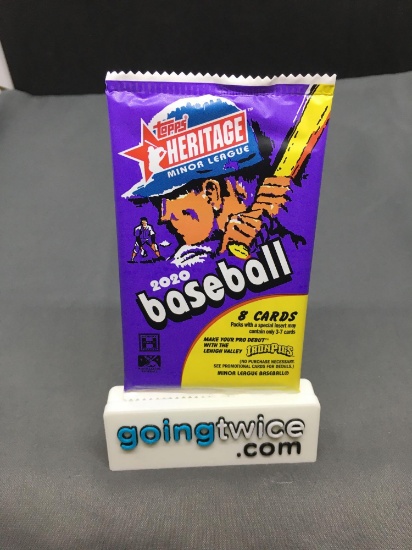 Topps
HERITAGE
MINOR LEAGUE
2020
baseball
8 CARDS
Packs with a special insert may
contain only 3-7 cards
MAKE YOUR PRO DEBUT
WITH THE
LEHIGH VALLEY IRONPIGS
(NO PURCHASE NECESSARY.
SEE PROMOTIONAL CARDS FOR DETAILS.)
MINOR LEAGUE BASEBALL®
goingtwice
.com